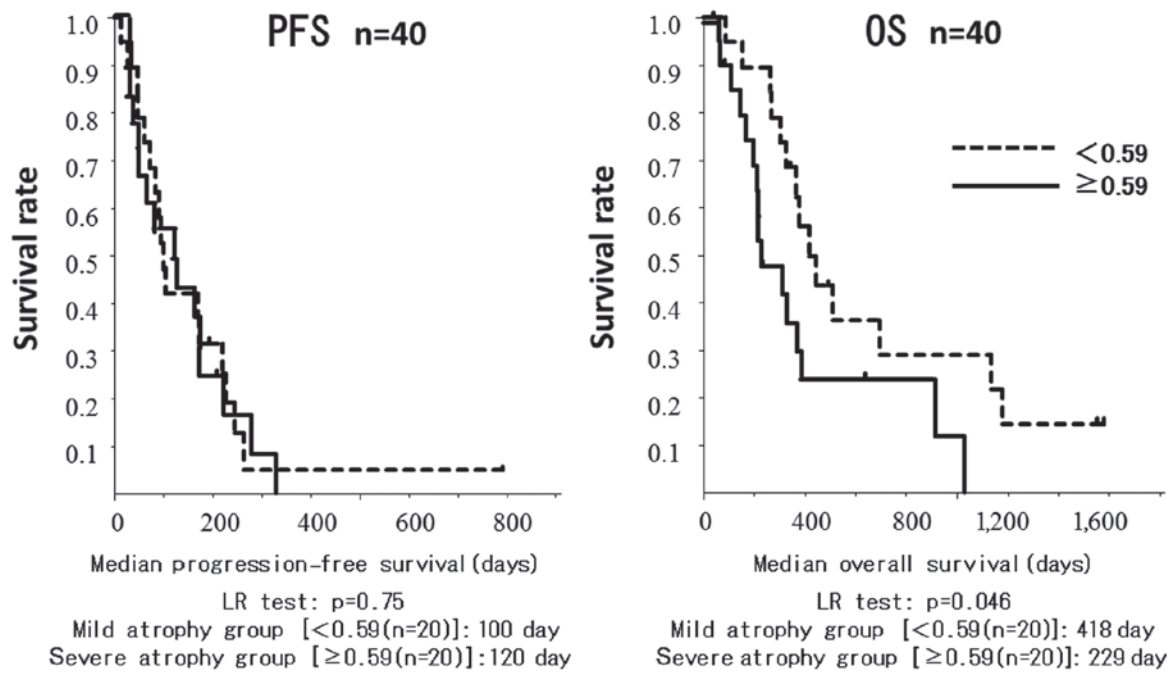 PFS n=40
1.0
0.9
0.8
0.7
0.6
0.5
0.4
0.3
0.2
0.1
Survival rate
0 200 400 600 800
Median progression-free survival (days)
LR test: p=0.75
Mild atrophy group [<0.59(n=20)]: 100 day
Severe atrophy group [≧0.59(n=20)]:120 day
OS n=40
<0.59
≧0.59
1.0
0.9
0.8
0.7
0.6
0.5
0.4
0.3
0.2
0.1
Survival rate
0 400 800 1,200 1,600
Median overall survival (days)
LR test: p=0.046
Mild atrophy group [<0.59(n=20)]: 418 day
Severe atrophy group [≧0.59(n=20)]: 229 day